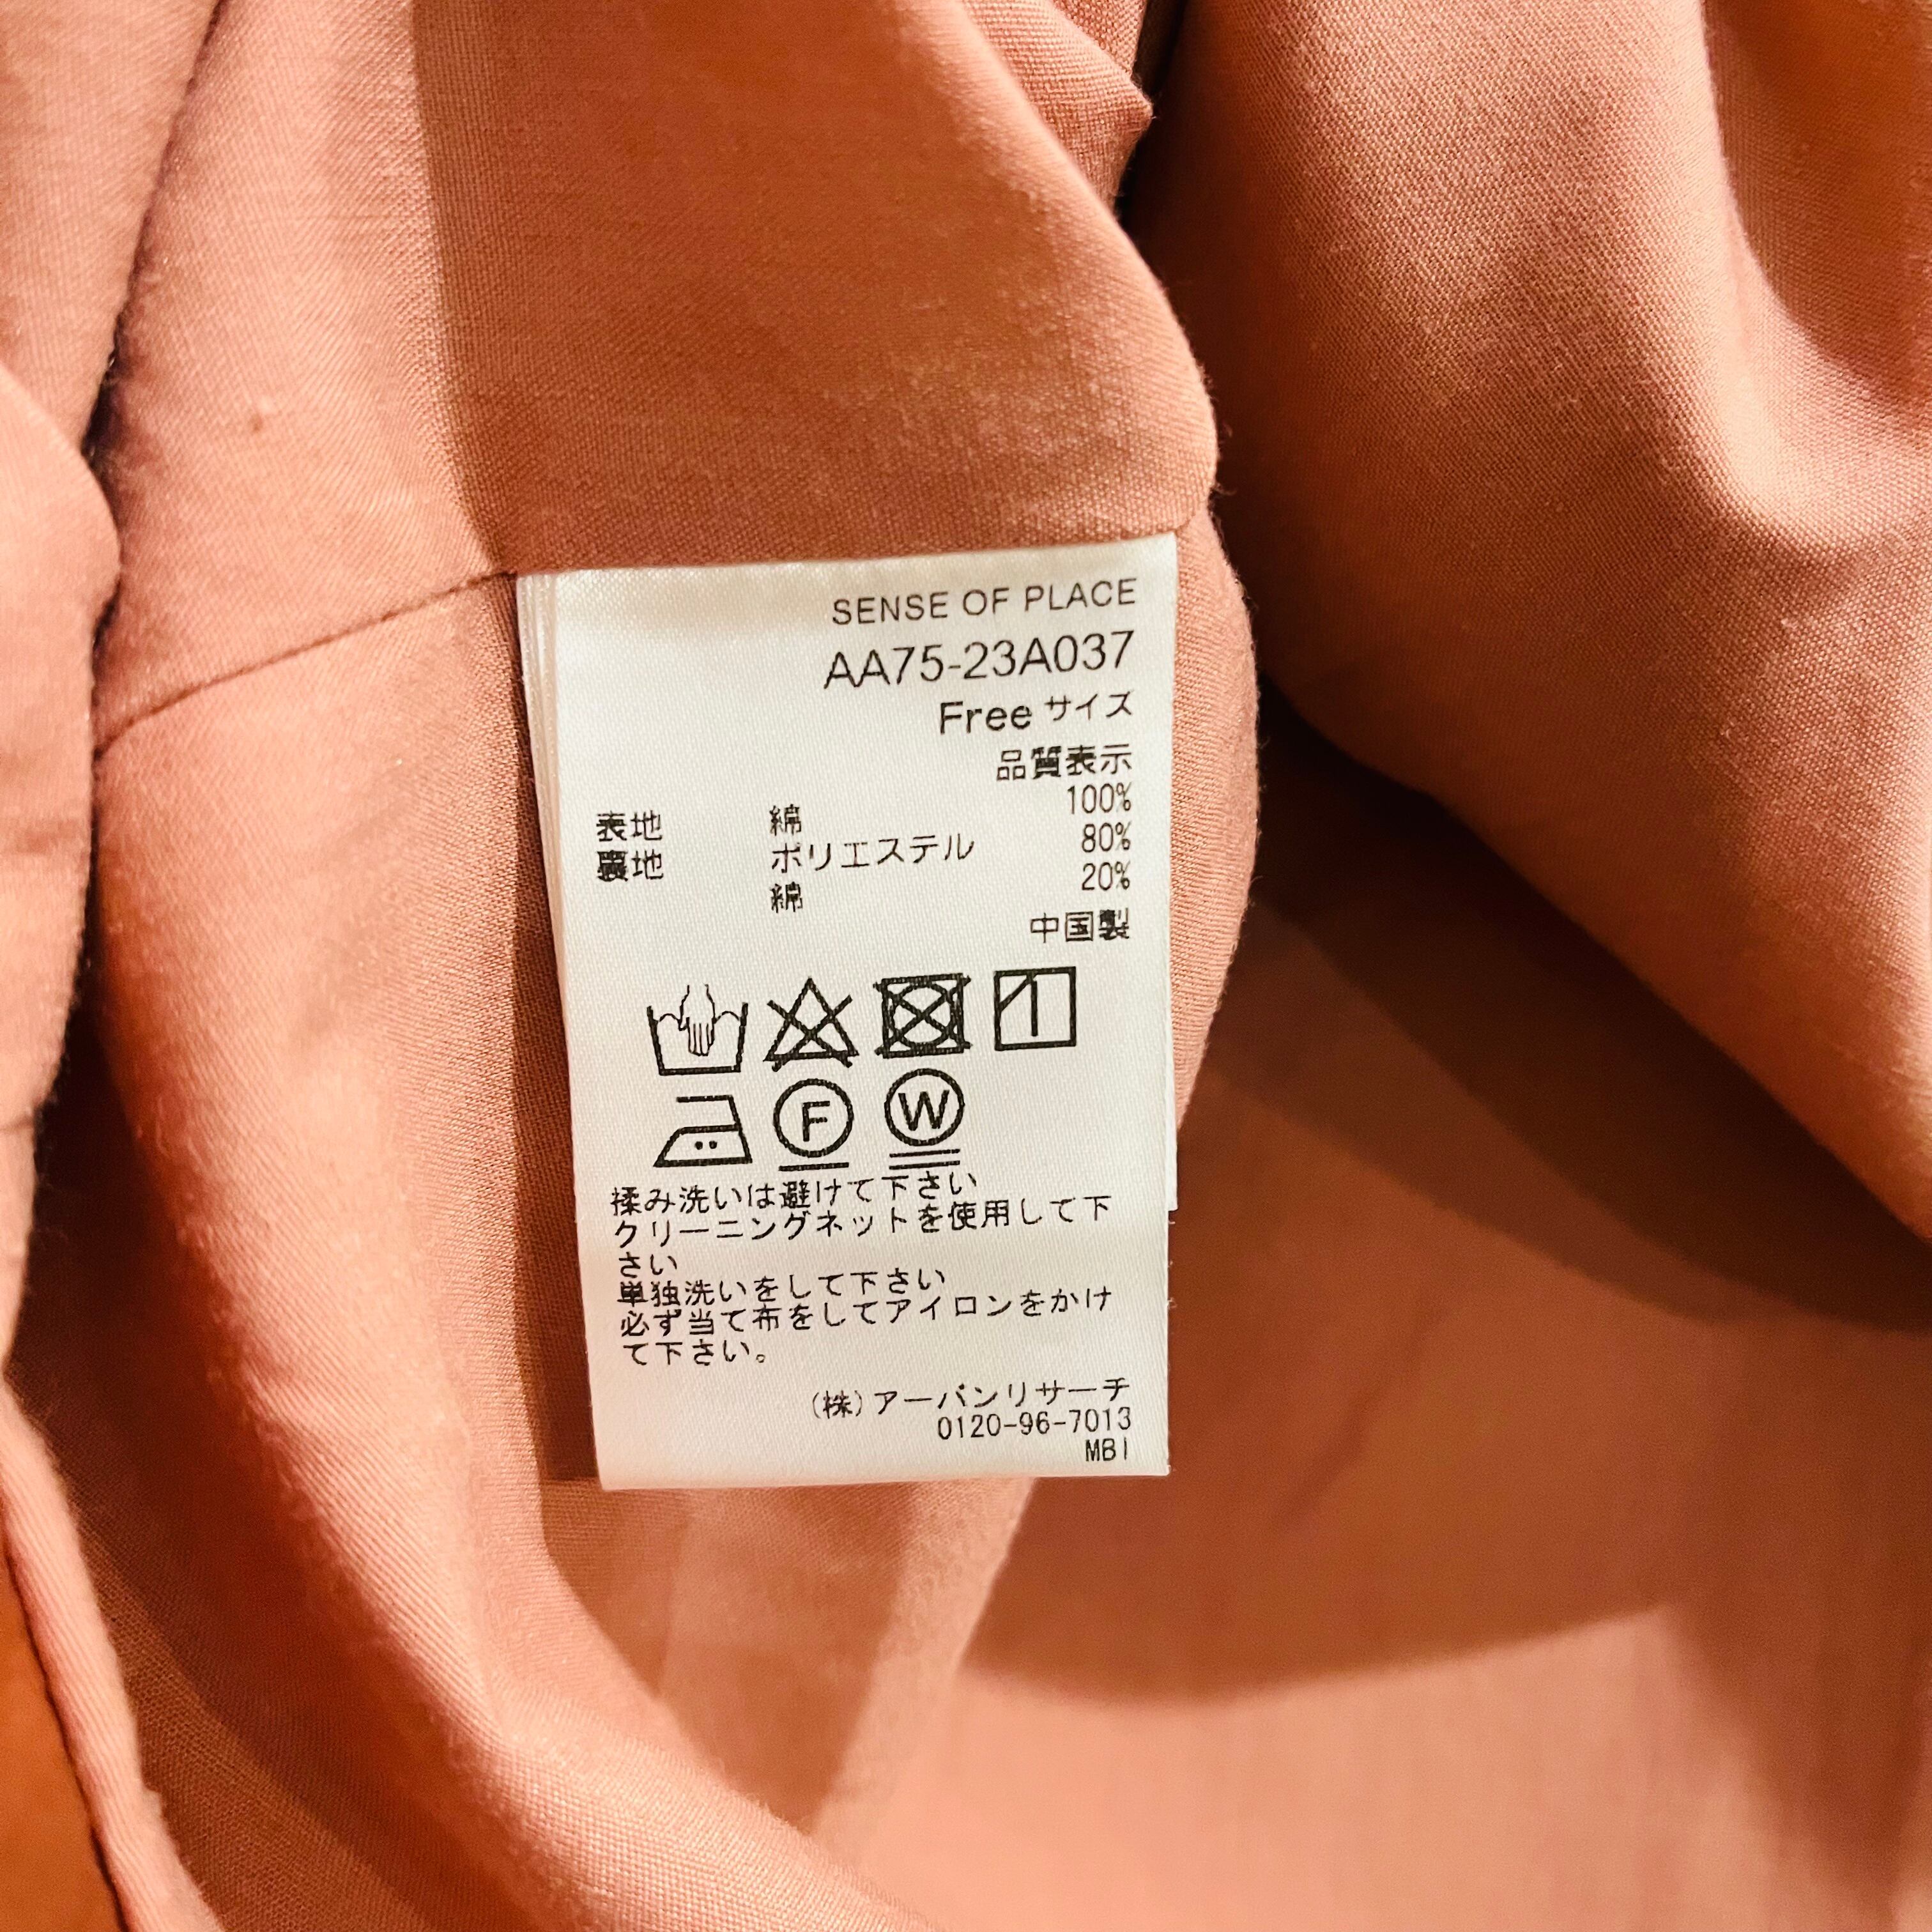 SENSE OF PLACE
AA75-23A037
Free サイズ
品質表示
表地 綿 100%
裏地 ポリエステル 80%
綿 20%
中国製
F W
揉み洗いは避けて下さい
クリーニングネットを使用して下
さい
単独洗いをして下さい
必ず当て布をしてアイロンをかけ
て下さい。
(株)アーバンリサーチ
0120-96-7013
MBI